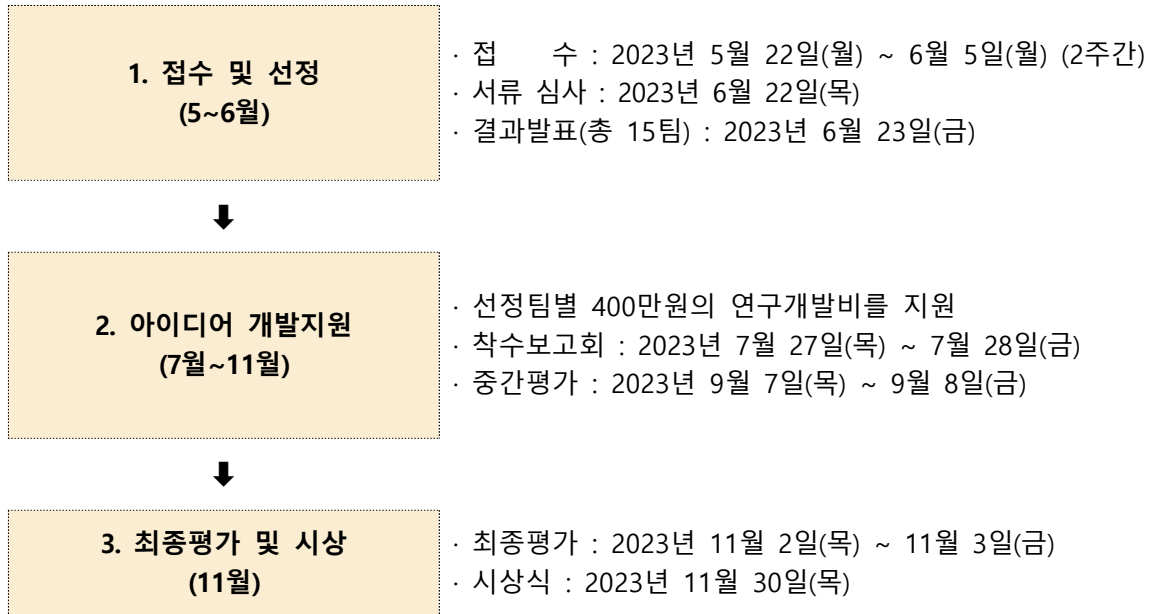 1. 접수 및 선정
(5~6월)
· 접 수 : 2023년 5월 22일(월) ~ 6월 5일(월) (2주간)
· 서류 심사 : 2023년 6월 22일(목)
· 결과발표(총 15팀) : 2023년 6월 23일(금)
2. 아이디어 개발지원
(7월~11월)
· 선정팀별 400만원의 연구개발비를 지원
· 착수보고회 : 2023년 7월 27일(목) ~ 7월 28일(금)
· 중간평가 : 2023년 9월 7일(목) ~ 9월 8일(금)
3. 최종평가 및 시상
(11월)
· 최종평가 : 2023년 11월 2일(목) ~ 11월 3일(금)
· 시상식 : 2023년 11월 30일(목)